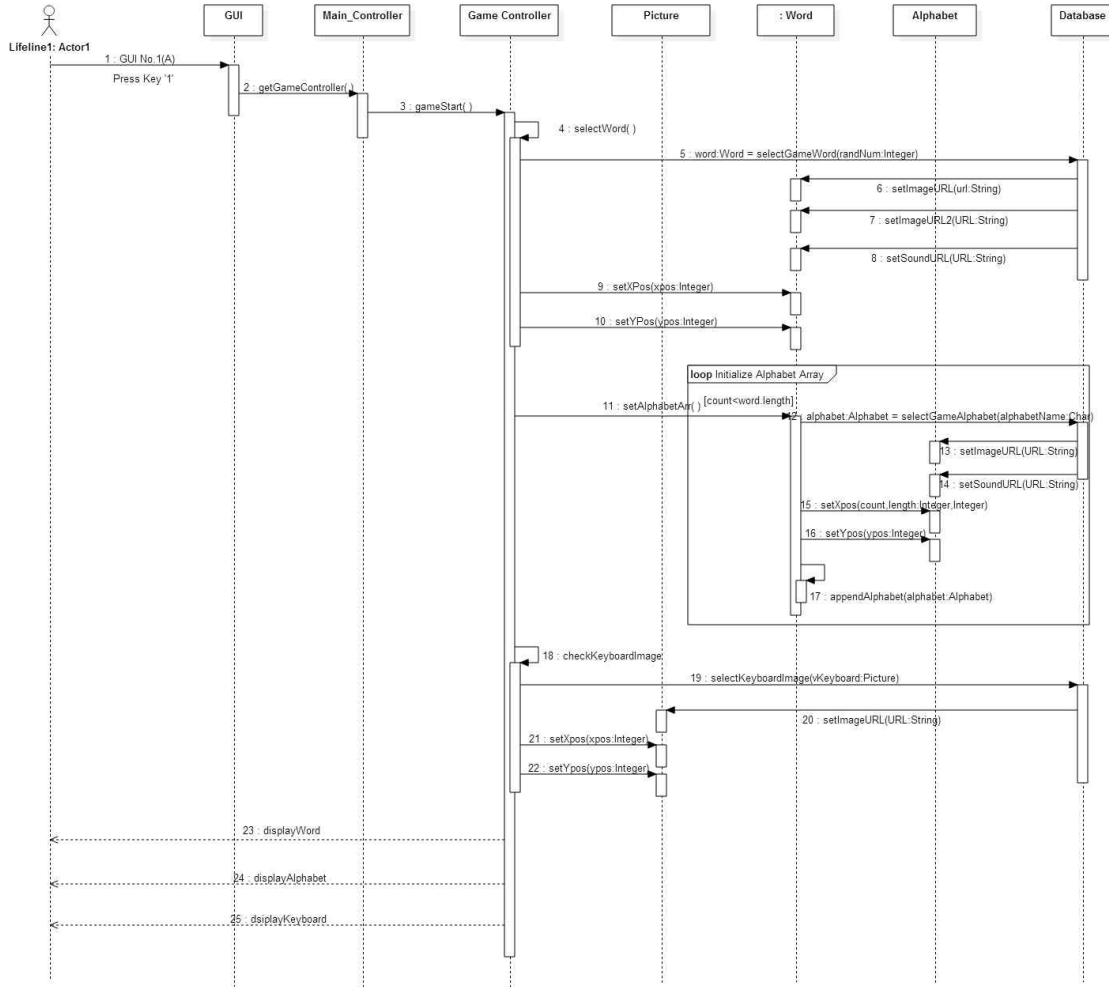 GUI
Main_Controller
Game Controller
Picture
: Word
Alphabet
Database
Lifeline1: Actor1
1 : GUI No.1(A)
Press Key '1'
2 : getGameController( )
3 : gameStart( )
4 : selectWord( )
5 : word:Word = selectGameWord(randNum:Integer)
6 : setImageURL(url:String)
7 : setImageURL2(URL:String)
8 : setSoundURL(URL:String)
9 : setXPos(xpos:Integer)
10 : setYPos(ypos:Integer)
loop Initialize Alphabet Array
[count<word.length]
11 : setAlphabetArr( )
12 : alphabet:Alphabet = selectGameAlphabet(alphabetName:Char)
13 : setImageURL(URL:String)
14 : setSoundURL(URL:String)
15 : setXpos(count,length:Integer,Integer)
16 : setYpos(ypos:Integer)
17 : appendAlphabet(alphabet:Alphabet)
18 : checkKeyboardImage
19 : selectKeyboardImage(vKeyboard:Picture)
20 : setImageURL(URL:String)
21 : setXpos(xpos:Integer)
22 : setYpos(ypos:Integer)
23 : displayWord
24 : displayAlphabet
25 : dsiplayKeyboard